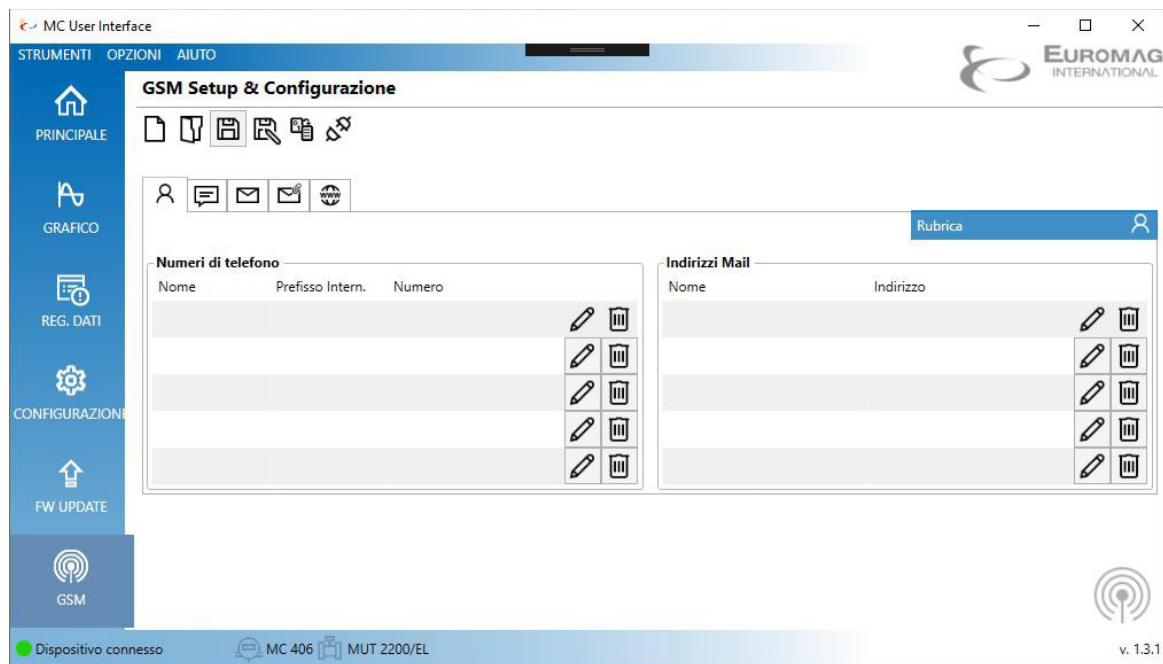 MC User Interface
STRUMENTI OPZIONI AIUTO
EUROMAG
INTERNATIONAL
GSM Setup & Configurazione
PRINCIPALE
GRAFICO
REG. DATI
CONFIGURAZIONE
FW UPDATE
GSM
WWW
Rubrica
Numeri di telefono
Nome Prefisso Intern. Numero
Indirizzi Mail
Nome Indirizzo
Dispositivo connesso MC 406 MUT 2200/EL v. 1.3.1